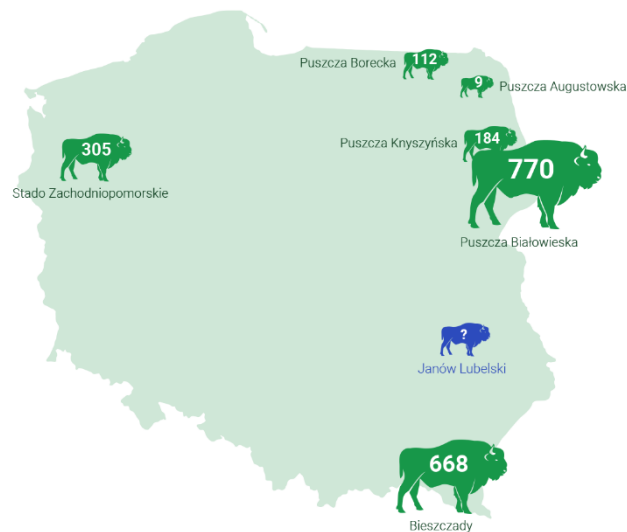 112
Puszcza Borecka
9
Puszcza Augustowska
184
Puszcza Knyszyńska
305
Stado Zachodniopomorskie
770
Puszcza Białowieska
?
Janów Lubelski
668
Bieszczady